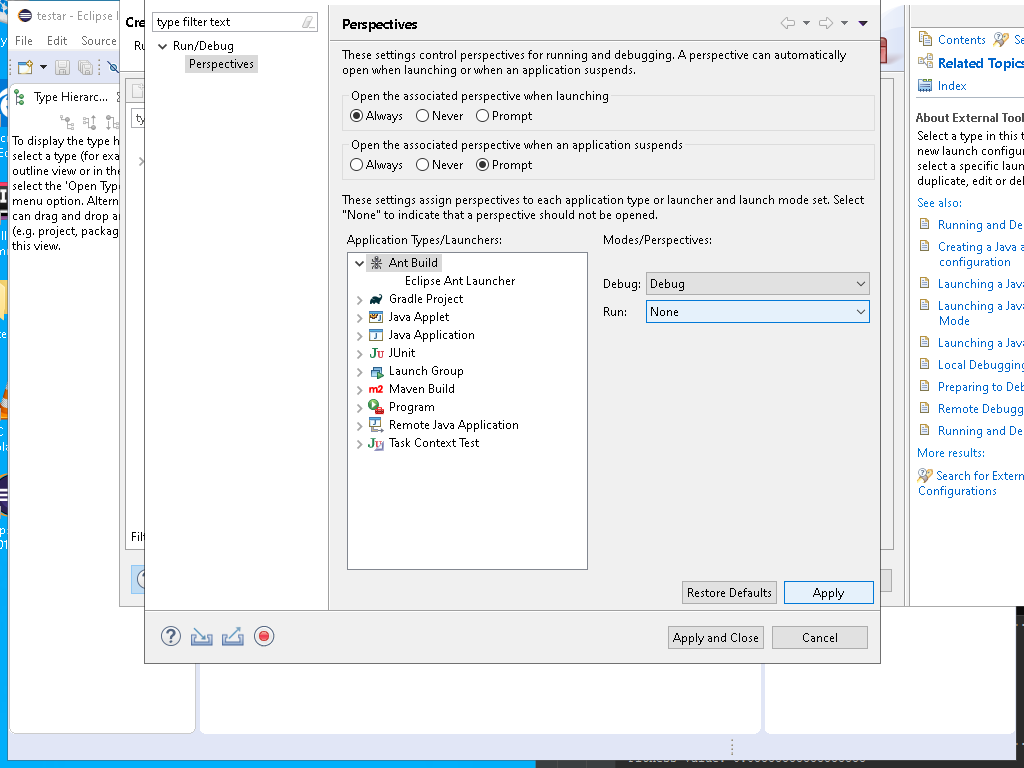 testar - Eclipse I
File Edit Source
Type Hierarc...
To display the type h
select a type (for exa
outline view or in the
select the 'Open Typ
menu option. Altern
can drag and drop a
(e.g. project, packag
this view.
Cre
Ru
ty
Filt
type filter text
Run/Debug
Perspectives
Perspectives
These settings control perspectives for running and debugging. A perspective can automatically
open when launching or when an application suspends.
Open the associated perspective when launching
Always Never Prompt
Open the associated perspective when an application suspends
Always Never Prompt
These settings assign perspectives to each application type or launcher and launch mode set. Select
"None" to indicate that a perspective should not be opened.
Application Types/Launchers:
Ant Build
Eclipse Ant Launcher
Gradle Project
Java Applet
Java Application
JUnit
Launch Group
Maven Build
Program
Remote Java Application
Task Context Test
Modes/Perspectives:
Debug: Debug
Run: None
Restore Defaults Apply
Apply and Close Cancel
Contents Se
Related Topics
Index
About External Tool
Select a type in this t
new launch configur
select a specific laun
duplicate, edit or del
See also:
Running and De
Creating a Java a
configuration
Launching a Java
Launching a Java
Mode
Launching a Java
Local Debugging
Preparing to Deb
Remote Debugg
Running and De
More results:
Search for Extern
Configurations